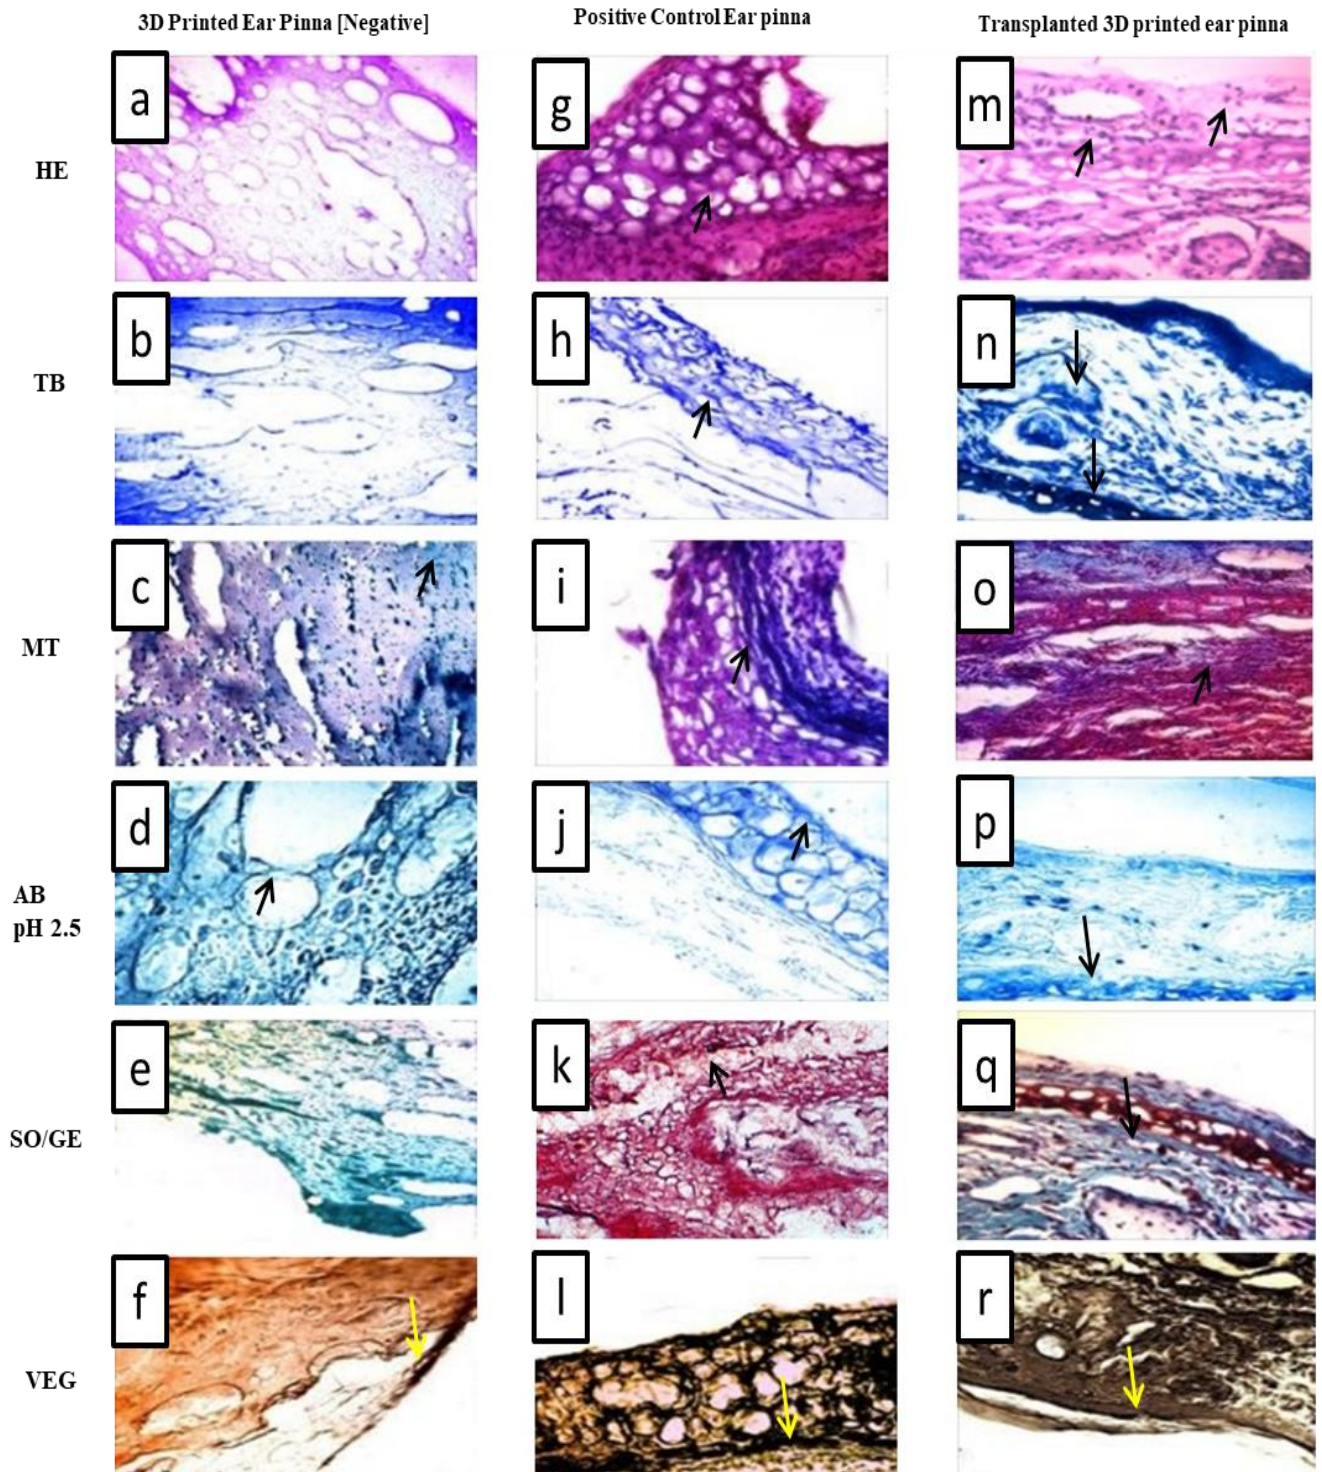 3D Printed Ear Pinna [Negative]
Positive Control Ear pinna
Transplanted 3D printed ear pinna
HE
a
g
m
TB
b
h
n
MT
c
i
o
AB
pH 2.5
d
j
p
SO/GE
e
k
q
VEG
f
l
r